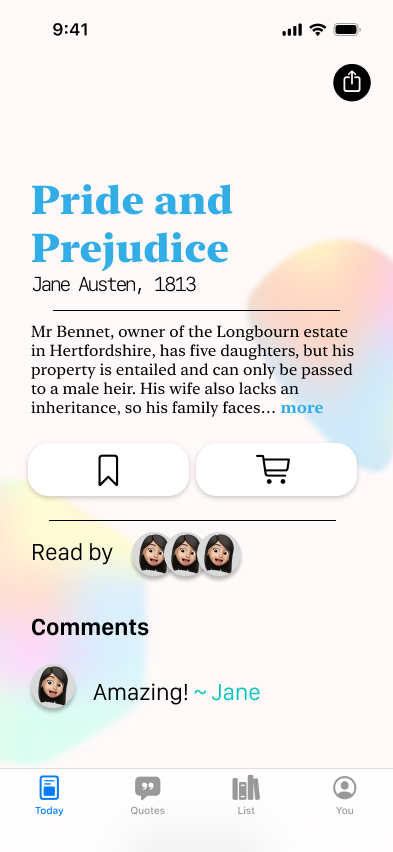 9:41
Pride and
Prejudice
Jane Austen, 1813
Mr Bennet, owner of the Longbourn estate
in Hertfordshire, has five daughters, but his
property is entailed and can only be passed
to a male heir. His wife also lacks an
inheritance, so his family faces... more
Read by
Comments
Amazing! ~ Jane
Today Quotes List You